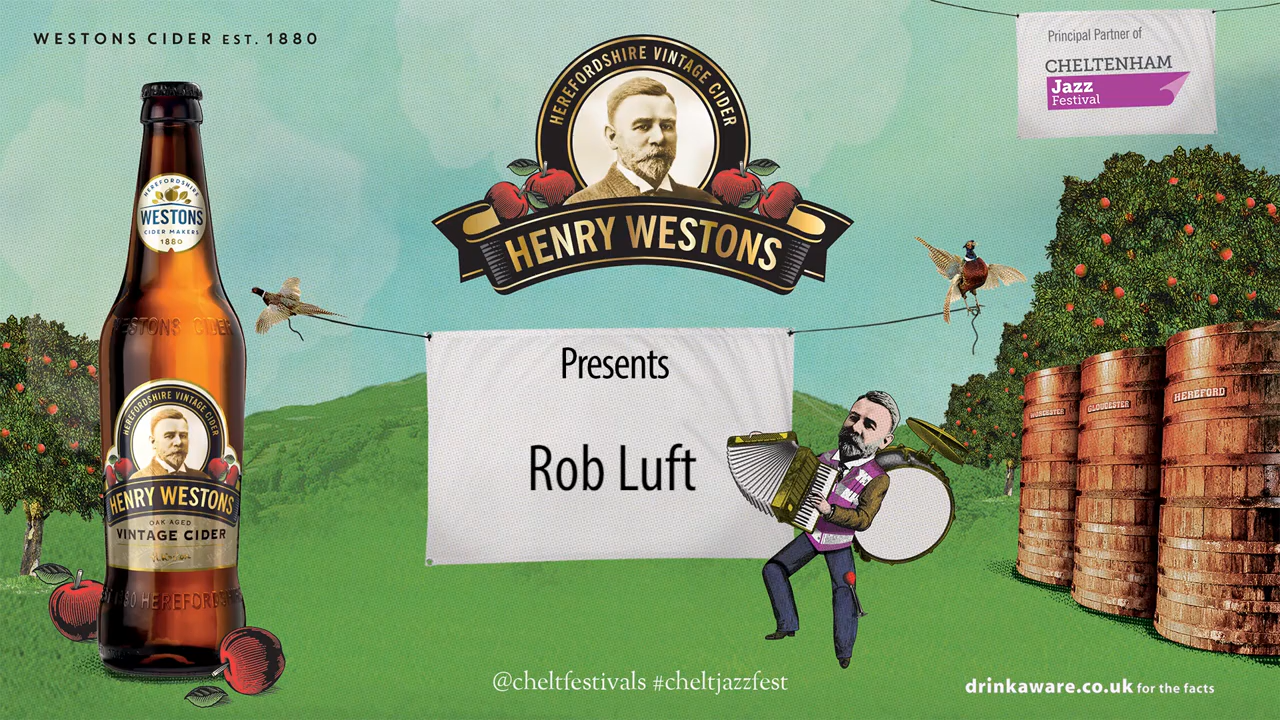 WESTONS CIDER EST. 1880
Principal Partner of
CHELTENHAM
Jazz
Festival
HEREFORDSHIRE VINTAGE CIDER
HENRY WESTONS
HEREFORDSHIRE
WESTONS
CIDER MAKERS
1880
WESTONS CIDER
HEREFORDSHIRE VINTAGE CIDER
HENRY WESTONS
OAK AGED
VINTAGE CIDER
Presents
Rob Luft
WORCESTER
GLOUCESTER
HEREFORD
@cheltfestivals #cheltjazzfest
drinkaware.co.uk for the facts